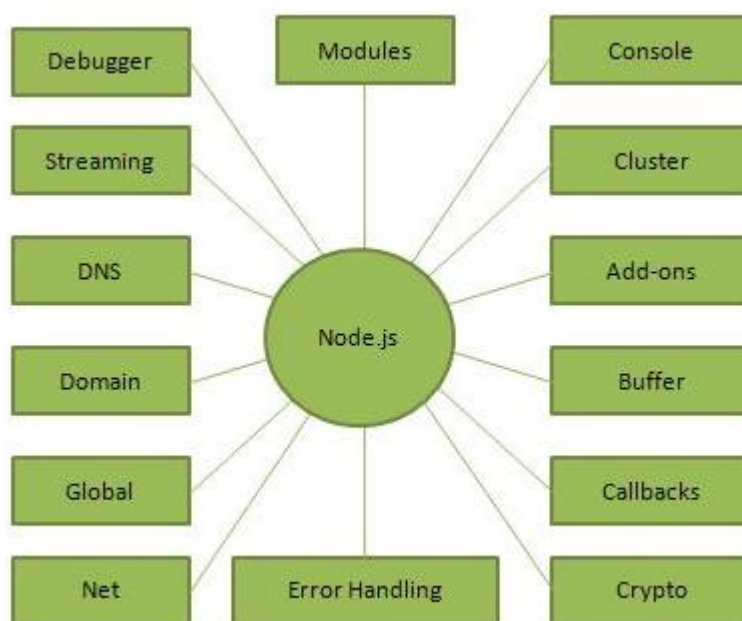 Debugger
Modules
Console
Streaming
Cluster
DNS
Add-ons
Node.js
Domain
Buffer
Global
Callbacks
Net
Error Handling
Crypto